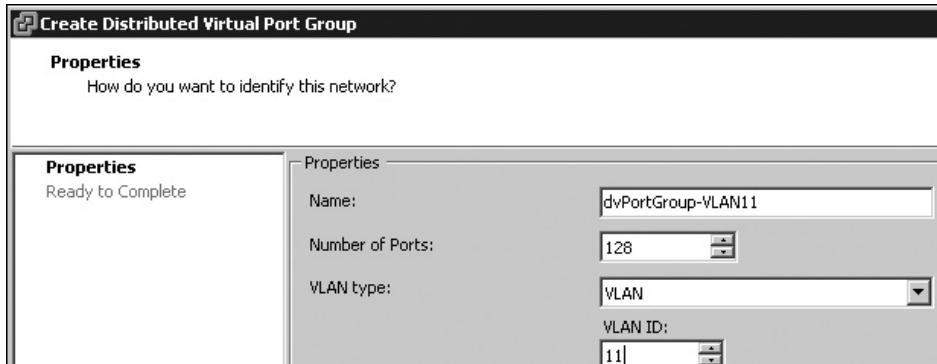 Create Distributed Virtual Port Group
Properties
How do you want to identify this network?
Properties
Ready to Complete
Properties
Name:
dvPortGroup-VLAN11
Number of Ports:
128
VLAN type:
VLAN
VLAN ID:
11